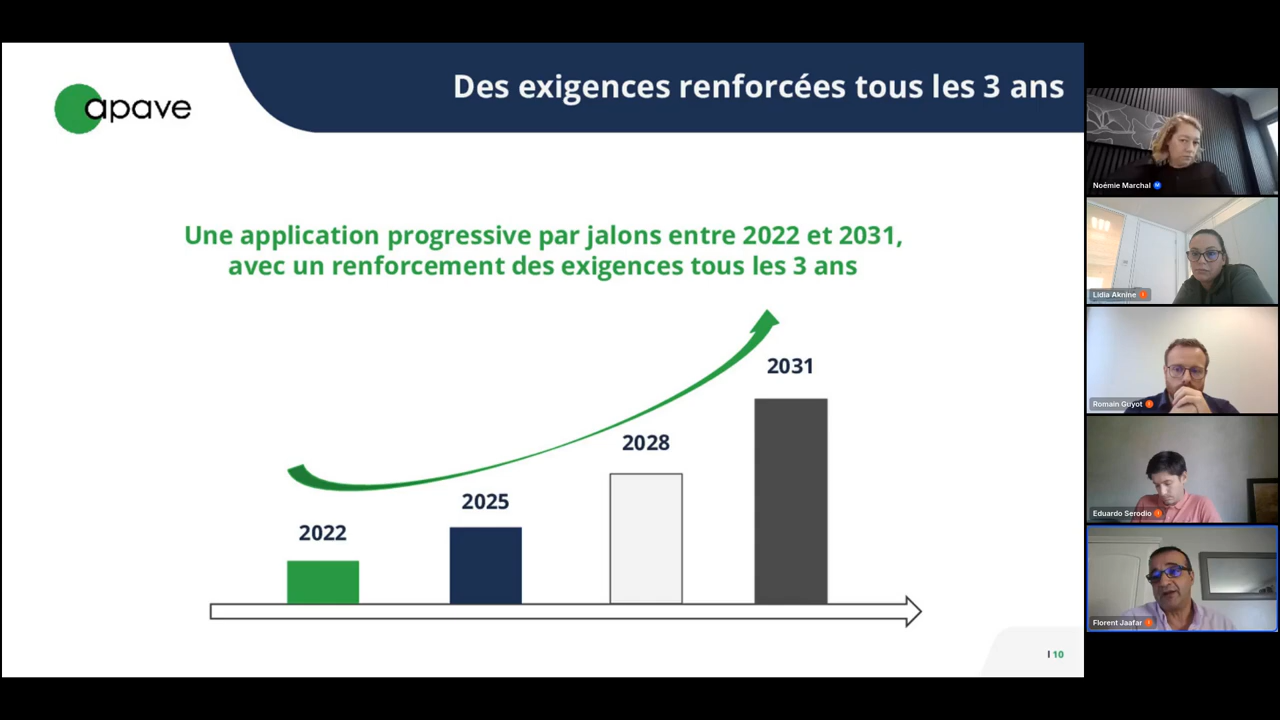 apave
Des exigences renforcées tous les 3 ans
Une application progressive par jalons entre 2022 et 2031,
avec un renforcement des exigences tous les 3 ans
2022
2025
2028
2031
I 10
Noémie Marchal M
Lidia Aknine I
Romain Guyot I
Eduardo Serodio I
Florent Jaafar I